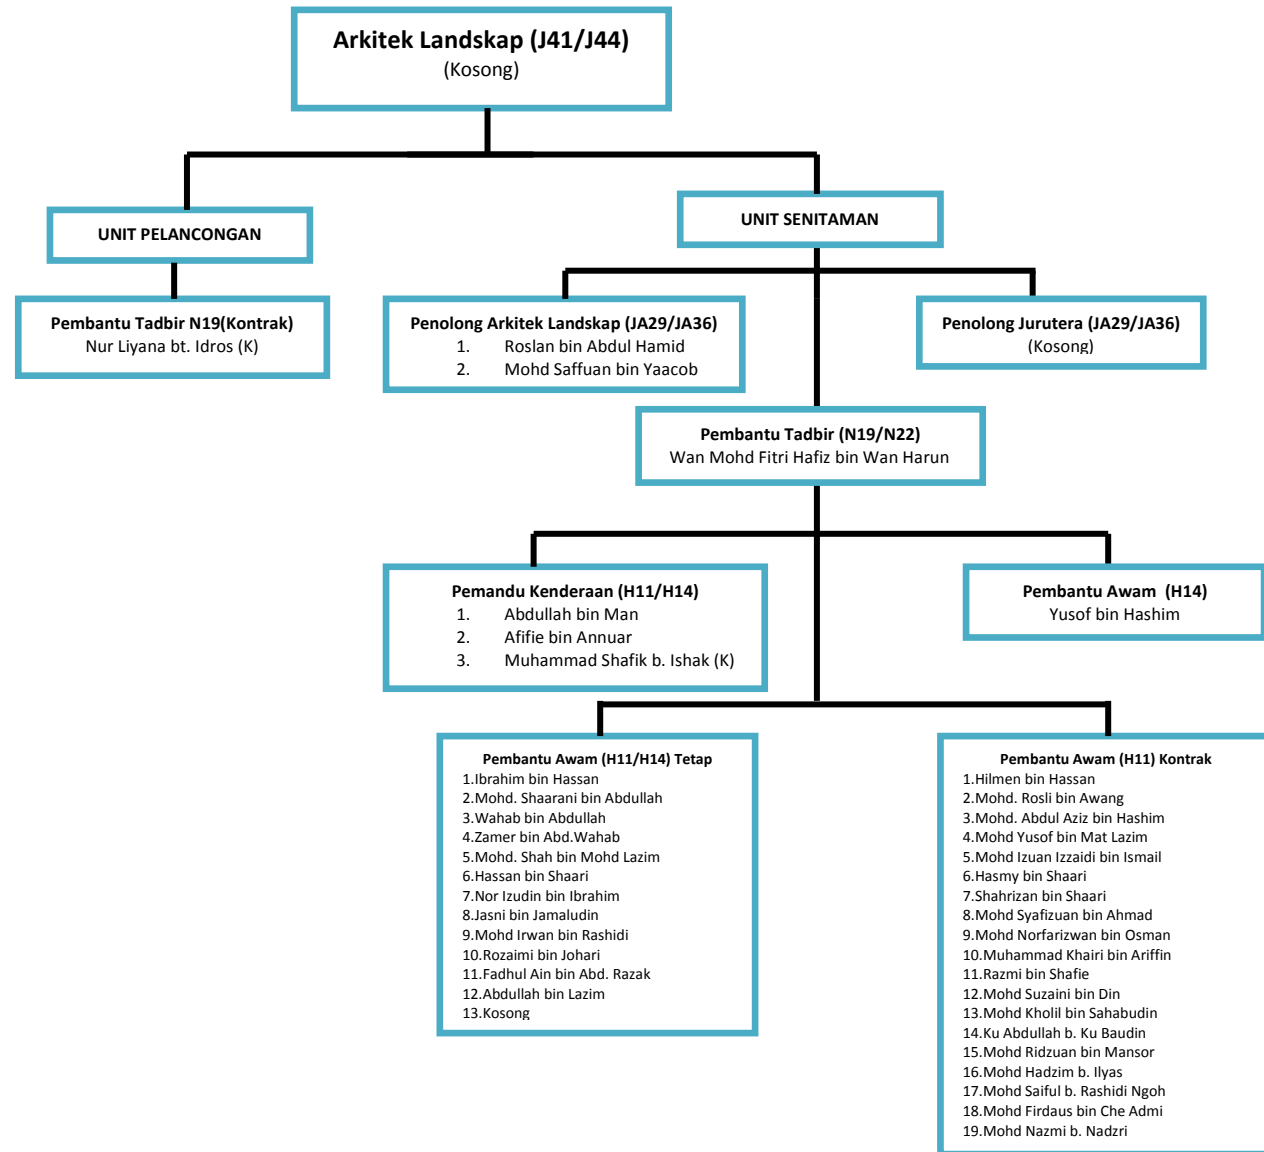 Arkitek Landskap (J41/J44)
(Kosong)
UNIT PELANCONGAN
UNIT SENITAMAN
Pembantu Tadbir N19(Kontrak)
Nur Liyana bt. Idros (K)
Penolong Arkitek Landskap (JA29/JA36)
1. Roslan bin Abdul Hamid
2. Mohd Saffuan bin Yaacob
Penolong Jurutera (JA29/JA36)
(Kosong)
Pembantu Tadbir (N19/N22)
Wan Mohd Fitri Hafiz bin Wan Harun
Pemandu Kenderaan (H11/H14)
1. Abdullah bin Man
2. Afifie bin Annuar
3. Muhammad Shafik b. Ishak (K)
Pembantu Awam (H14)
Yusof bin Hashim
Pembantu Awam (H11/H14) Tetap
1.Ibrahim bin Hassan
2.Mohd. Shaarani bin Abdullah
3.Wahab bin Abdullah
4.Zamer bin Abd.Wahab
5.Mohd. Shah bin Mohd Lazim
6.Hassan bin Shaari
7.Nor Izudin bin Ibrahim
8.Jasni bin Jamaludin
9.Mohd Irwan bin Rashidi
10.Rozaimi bin Johari
11.Fadhul Ain bin Abd. Razak
12.Abdullah bin Lazim
13.Kosong
Pembantu Awam (H11) Kontrak
1.Hilmen bin Hassan
2.Mohd. Rosli bin Awang
3.Mohd. Abdul Aziz bin Hashim
4.Mohd Yusof bin Mat Lazim
5.Mohd Izuan Izzaidi bin Ismail
6.Hasmy bin Shaari
7.Shahrizan bin Shaari
8.Mohd Syafizuan bin Ahmad
9.Mohd Norfarizwan bin Osman
10.Muhammad Khairi bin Ariffin
11.Razmi bin Shafie
12.Mohd Suzaini bin Din
13.Mohd Kholil bin Sahabudin
14.Ku Abdullah b. Ku Baudin
15.Mohd Ridzuan bin Mansor
16.Mohd Hadzim b. Ilyas
17.Mohd Saiful b. Rashidi Ngoh
18.Mohd Firdaus bin Che Admi
19.Mohd Nazmi b. Nadzri